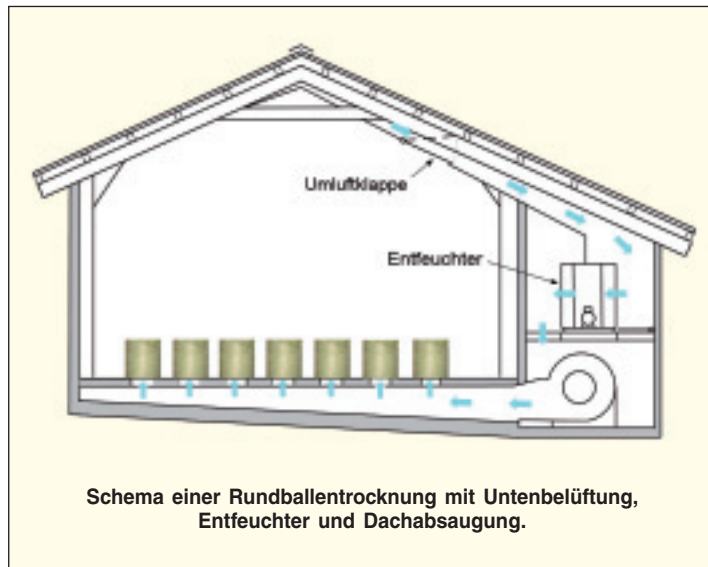 Umluftklappe
Entfeuchter
Schema einer Rundballentrocknung mit Untenbelüftung,
Entfeuchter und Dachabsaugung.